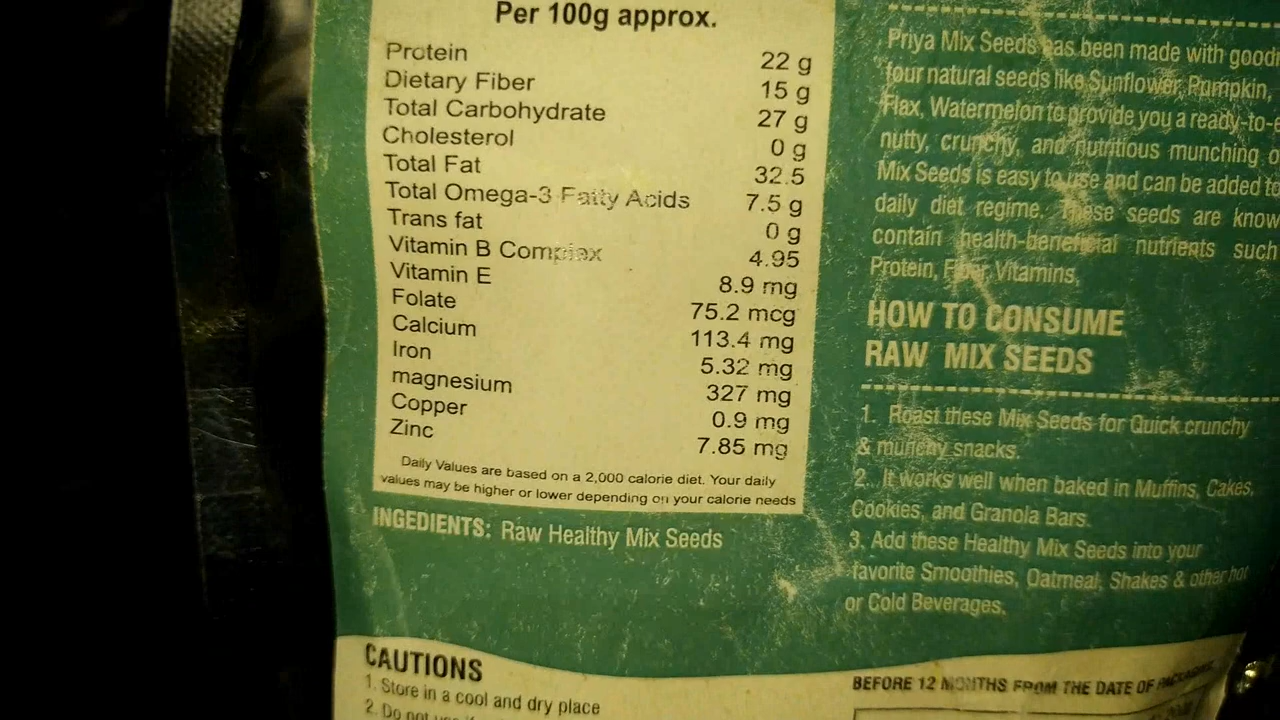 Per 100g approx.
Protein 22 g
Dietary Fiber 15 g
Total Carbohydrate 27 g
Cholesterol 0 g
Total Fat 32.5
Total Omega-3 Fatty Acids 7.5 g
Trans fat 0 g
Vitamin B Complex 4.95
Vitamin E 8.9 mg
Folate 75.2 mcg
Calcium 113.4 mg
Iron 5.32 mg
magnesium 327 mg
Copper 0.9 mg
Zinc 7.85 mg
Daily Values are based on a 2,000 calorie diet. Your daily
values may be higher or lower depending on your calorie needs
INGEDIENTS: Raw Healthy Mix Seeds
CAUTIONS
1. Store in a cool and dry place
2. Do not
Priya Mix Seeds has been made with
four natural seeds like Sunflower, Pumpkin,
Flax, Watermelon to provide you a ready-to-
nutty, crunchy, and nutritious munching
Mix Seeds is easy to use and can be added
daily diet regime. These seeds are
contain health-beneficial nutrients such
Protein, Fiber, Vitamins.
HOW TO CONSUME
RAW MIX SEEDS
1. Roast these Mix Seeds for Quick crunchy
& munchy snacks.
2. It works well when baked in Muffins, Cakes,
Cookies, and Granola Bars.
3. Add these Healthy Mix Seeds into your
favorite Smoothies, Oatmeal, Shakes & other hot
or Cold Beverages.
BEFORE 12 MONTHS FROM THE DATE OF